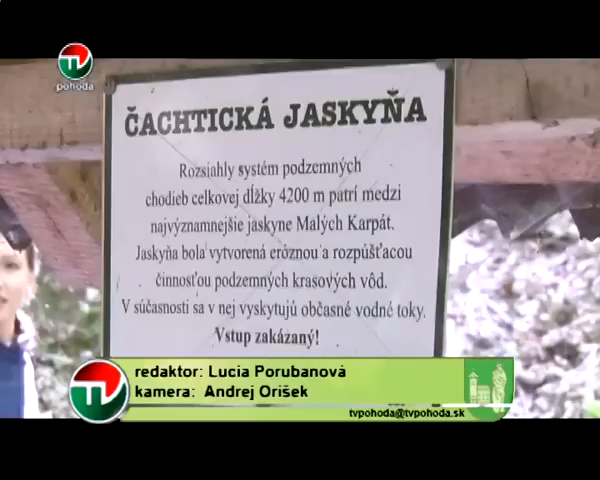 TV
pohoda
ČACHTICKÁ JASKYŇA
Rozsiahly systém podzemných
chodieb celkovej dĺžky 4200 m patrí medzi
najvýznamnejšie jaskyne Malých Karpát.
Jaskyňa bola vytvorená eróznou a rozpúšťacou
činnosťou podzemných krasových vôd.
V súčasnosti sa v nej vyskytujú občasné vodné toky.
Vstup zakázaný!
TV
redaktor: Lucia Porubanová
kamera: Andrej Orišek
tvpohoda@tvpohoda.sk